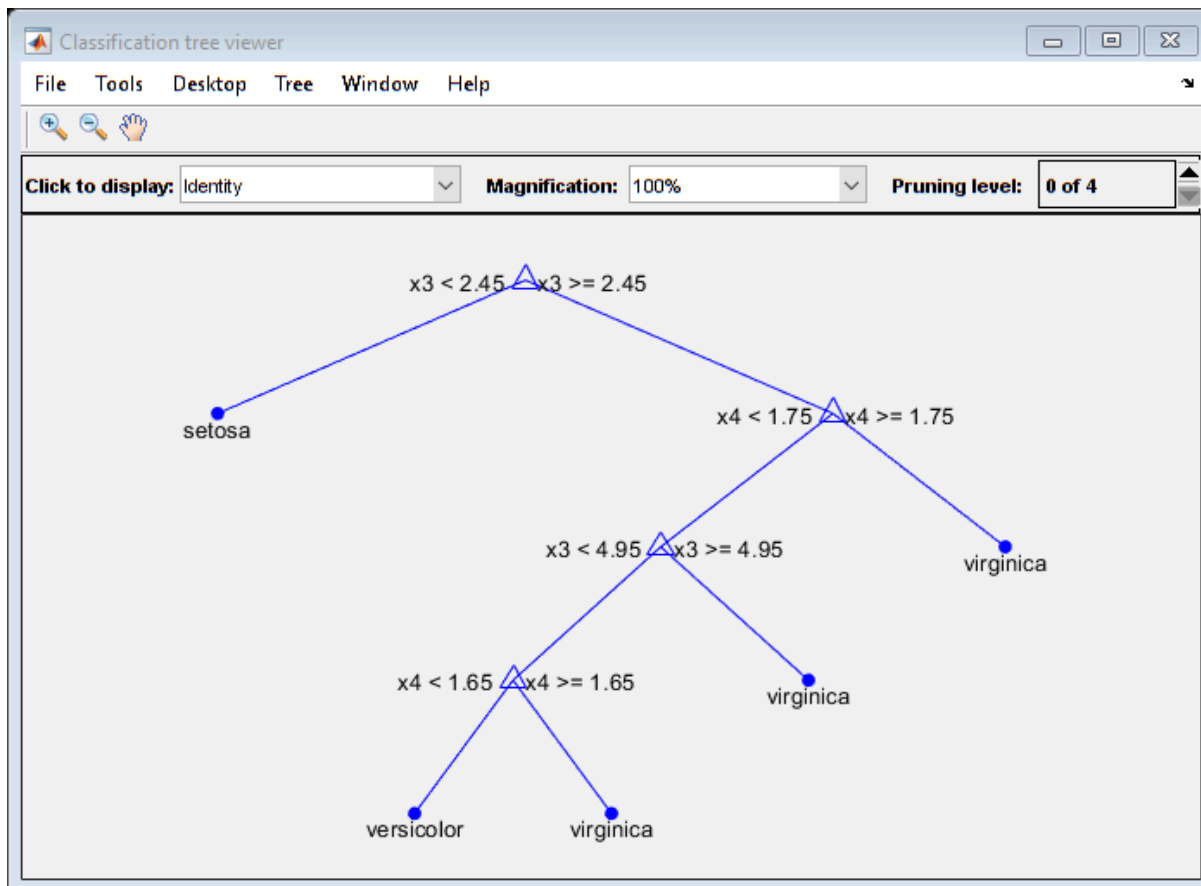 Classification tree viewer
File Tools Desktop Tree Window Help
Click to display: Identity Magnification: 100% Pruning level: 0 of 4
x3 < 2.45 x3 >= 2.45
setosa
x4 < 1.75 x4 >= 1.75
x3 < 4.95 x3 >= 4.95
virginica
x4 < 1.65 x4 >= 1.65
virginica
versicolor virginica